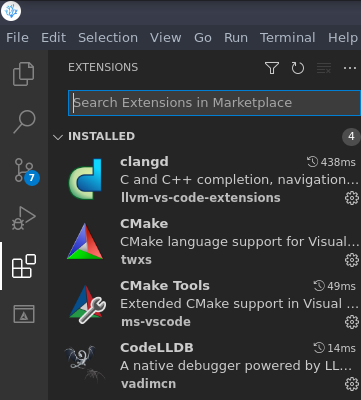 File Edit Selection View Go Run Terminal Help
EXTENSIONS
Search Extensions in Marketplace
INSTALLED 4
clangd 438ms
C and C++ completion, navigation...
llvm-vs-code-extensions
7
CMake
CMake language support for Visual...
twxs
CMake Tools 49ms
Extended CMake support in Visual ...
ms-vscode
CodeLLDB 14ms
A native debugger powered by LL...
vadimcn